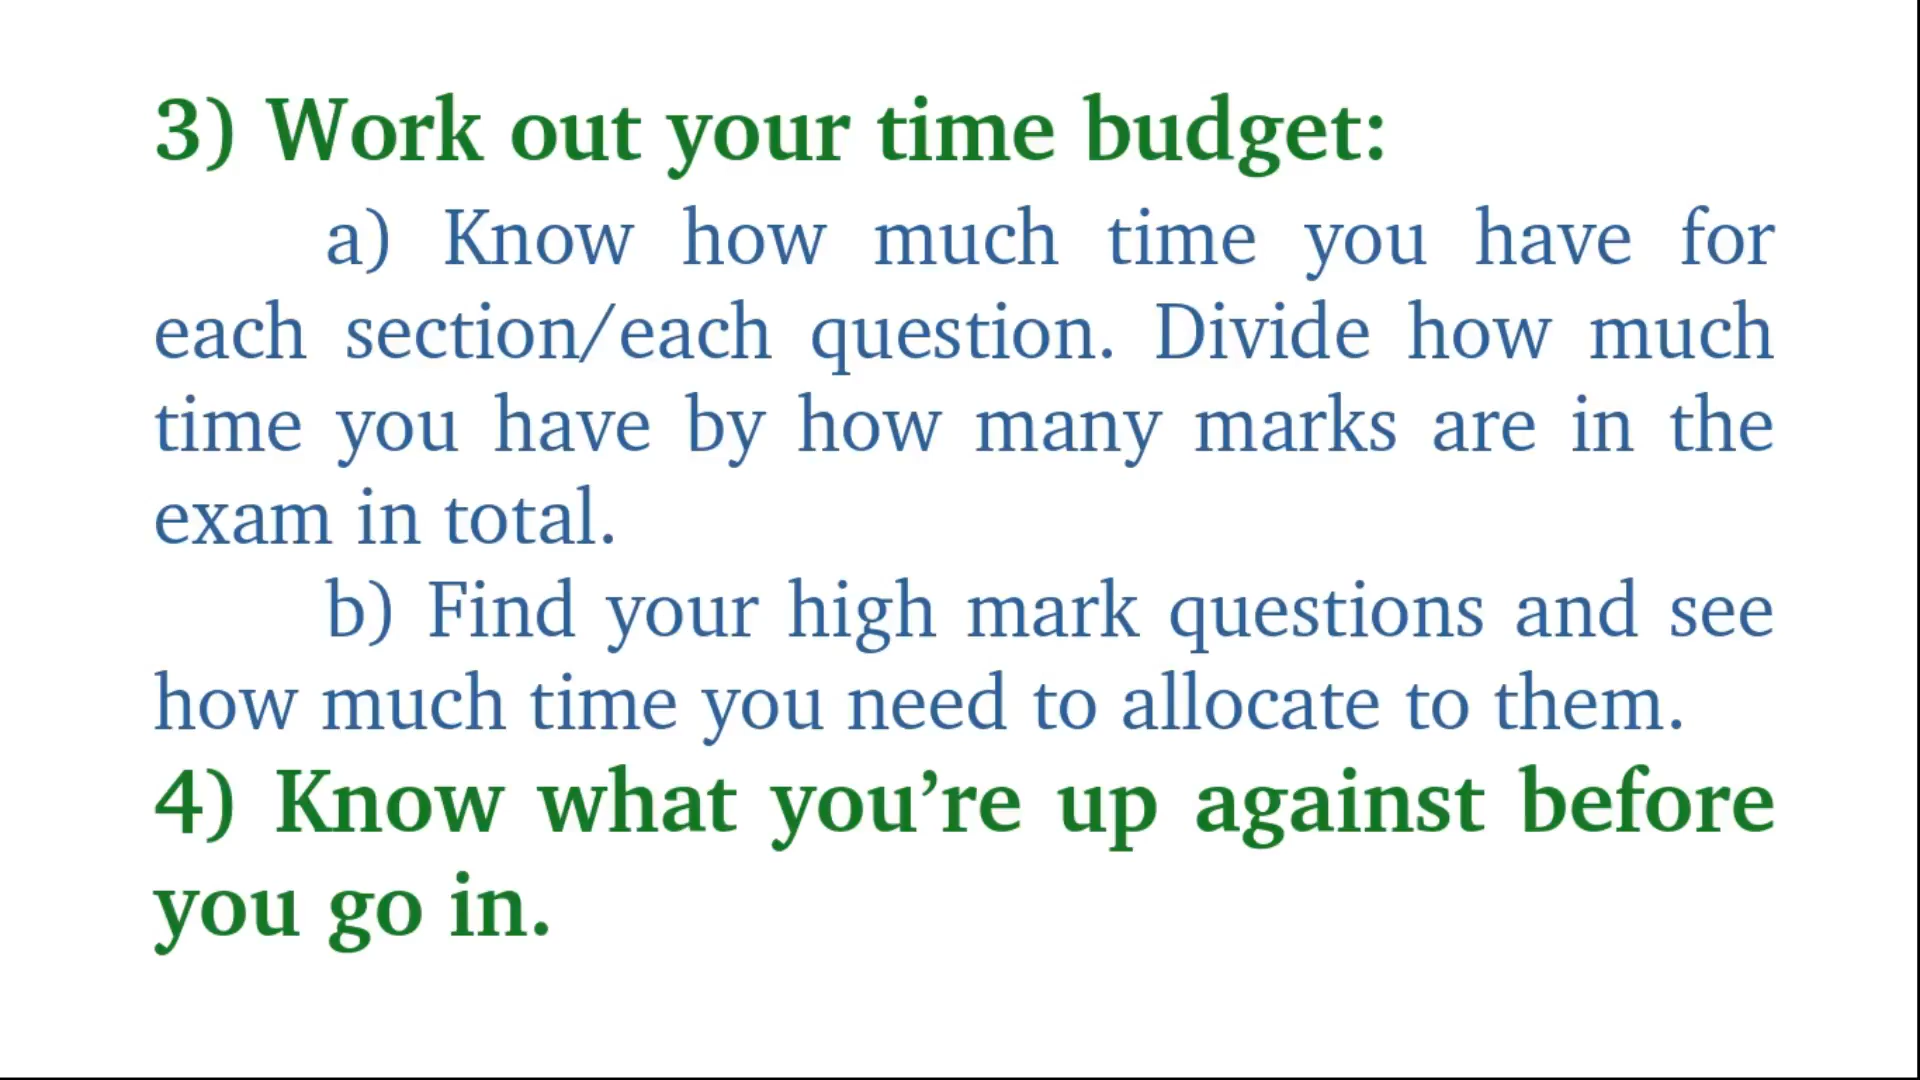 3) Work out your time budget:
a) Know how much time you have for
each section/each question. Divide how much
time you have by how many marks are in the
exam in total.
b) Find your high mark questions and see
how much time you need to allocate to them.
4) Know what you’re up against before
you go in.